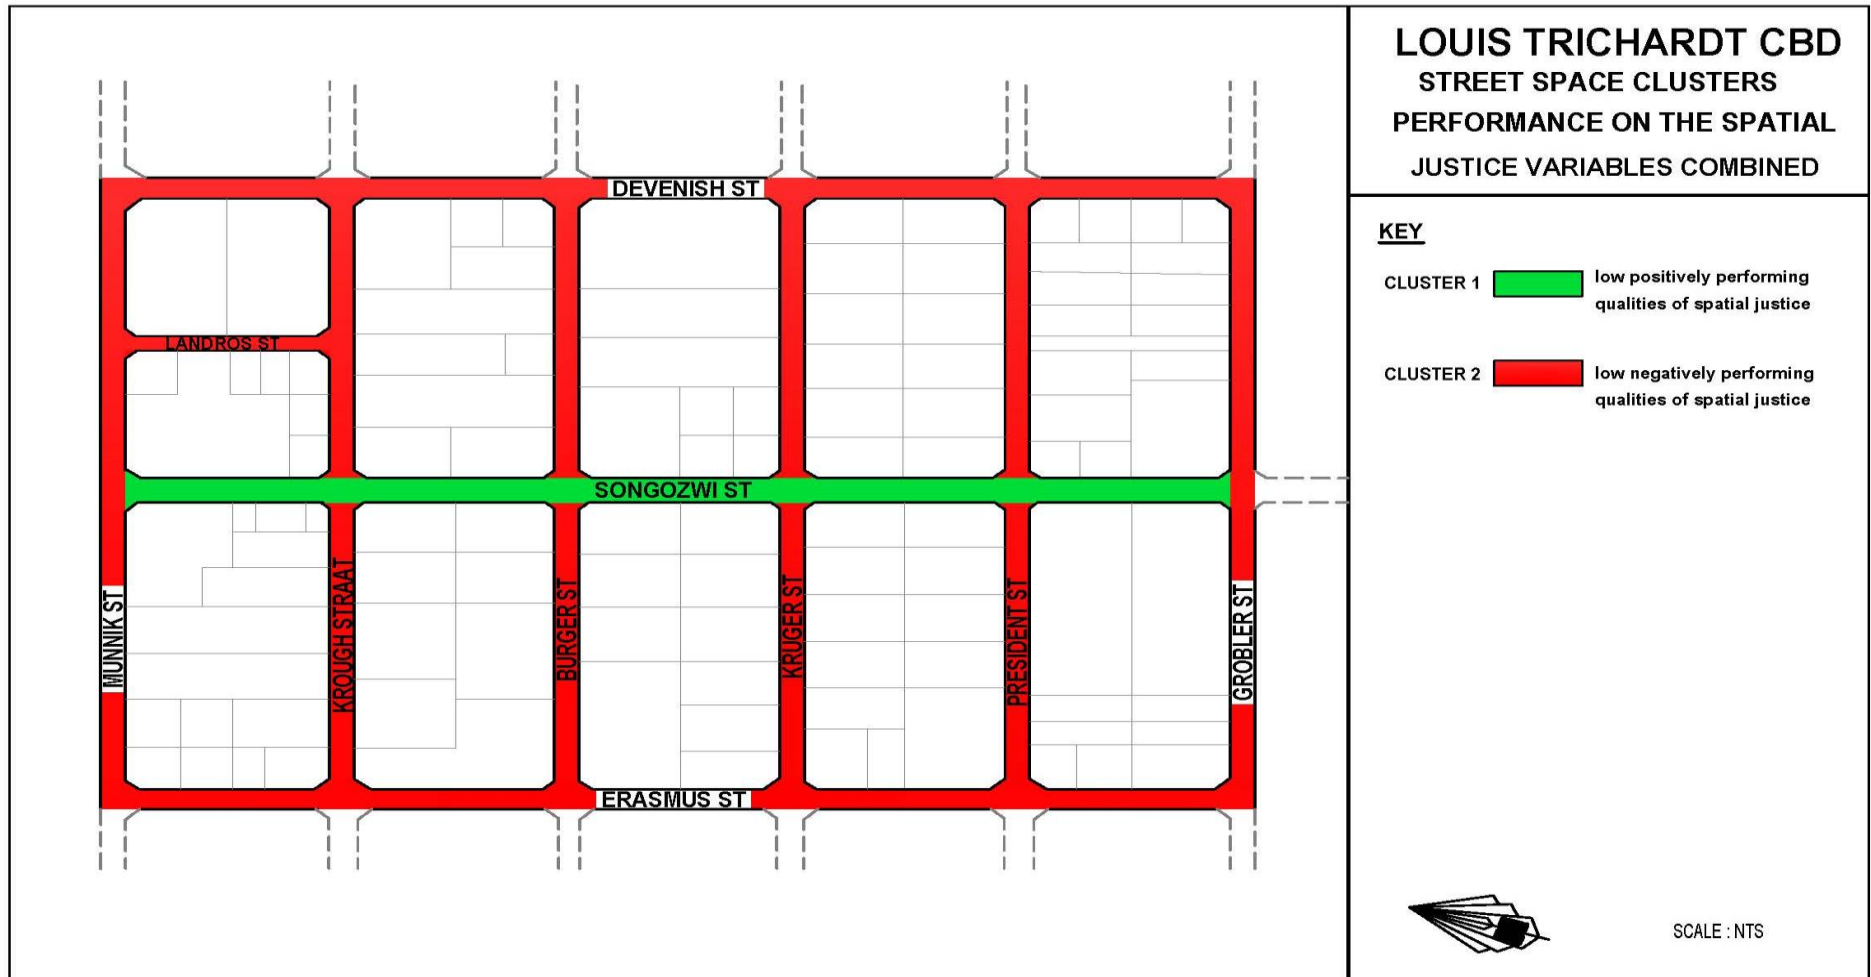 LOUIS TRICHARDT CBD
STREET SPACE CLUSTERS
PERFORMANCE ON THE SPATIAL
JUSTICE VARIABLES COMBINED
KEY
CLUSTER 1
low positively performing
qualities of spatial justice
CLUSTER 2
low negatively performing
qualities of spatial justice
DEVENISH ST
LANDROS ST
SONGOZWI ST
MUNNIK ST
KROUGH STRAAT
BURGER ST
KRUGER ST
PRESIDENT ST
GROBLER ST
ERASMUS ST
SCALE : NTS